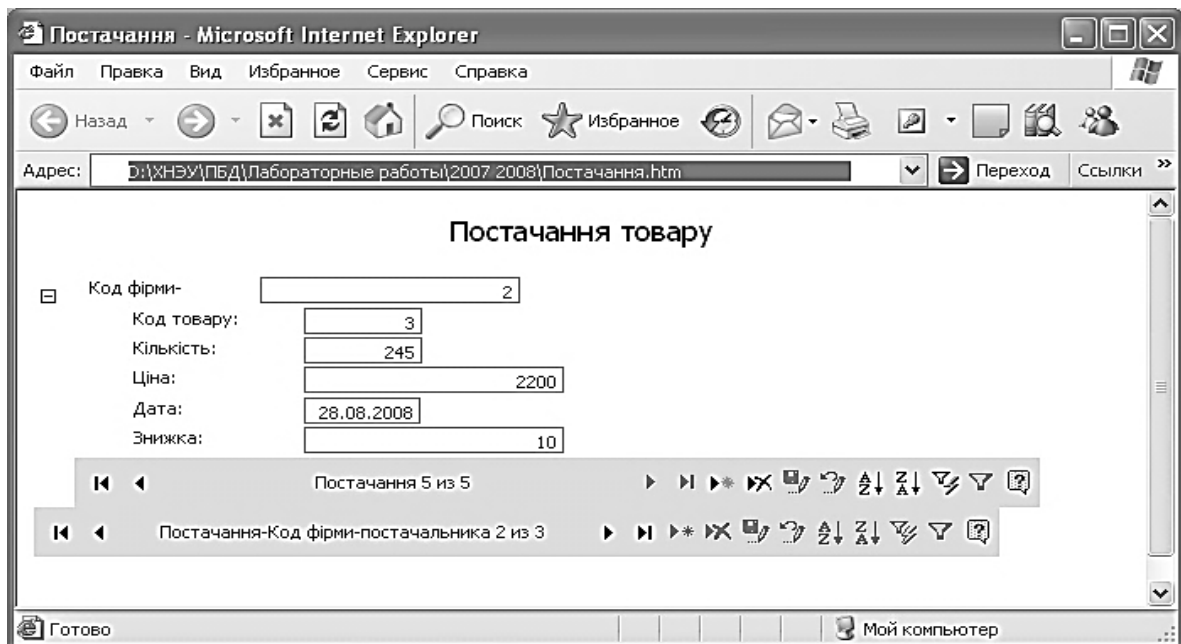 Постачання - Microsoft Internet Explorer
Файл Правка Вид Избранное Сервис Справка
Назад Поиск Избранное
Адрес: D:\ХНЭУ\ПБД\Лабораторные работы\2007 2008\Постачання.htm Переход Ссылки »
Постачання товару
Код фірми- 2
Код товару: 3
Кількість: 245
Ціна: 2200
Дата: 28.08.2008
Знижка: 10
Постачання 5 из 5
Постачання-Код фірми-постачальника 2 из 3
Готово Мой компьютер